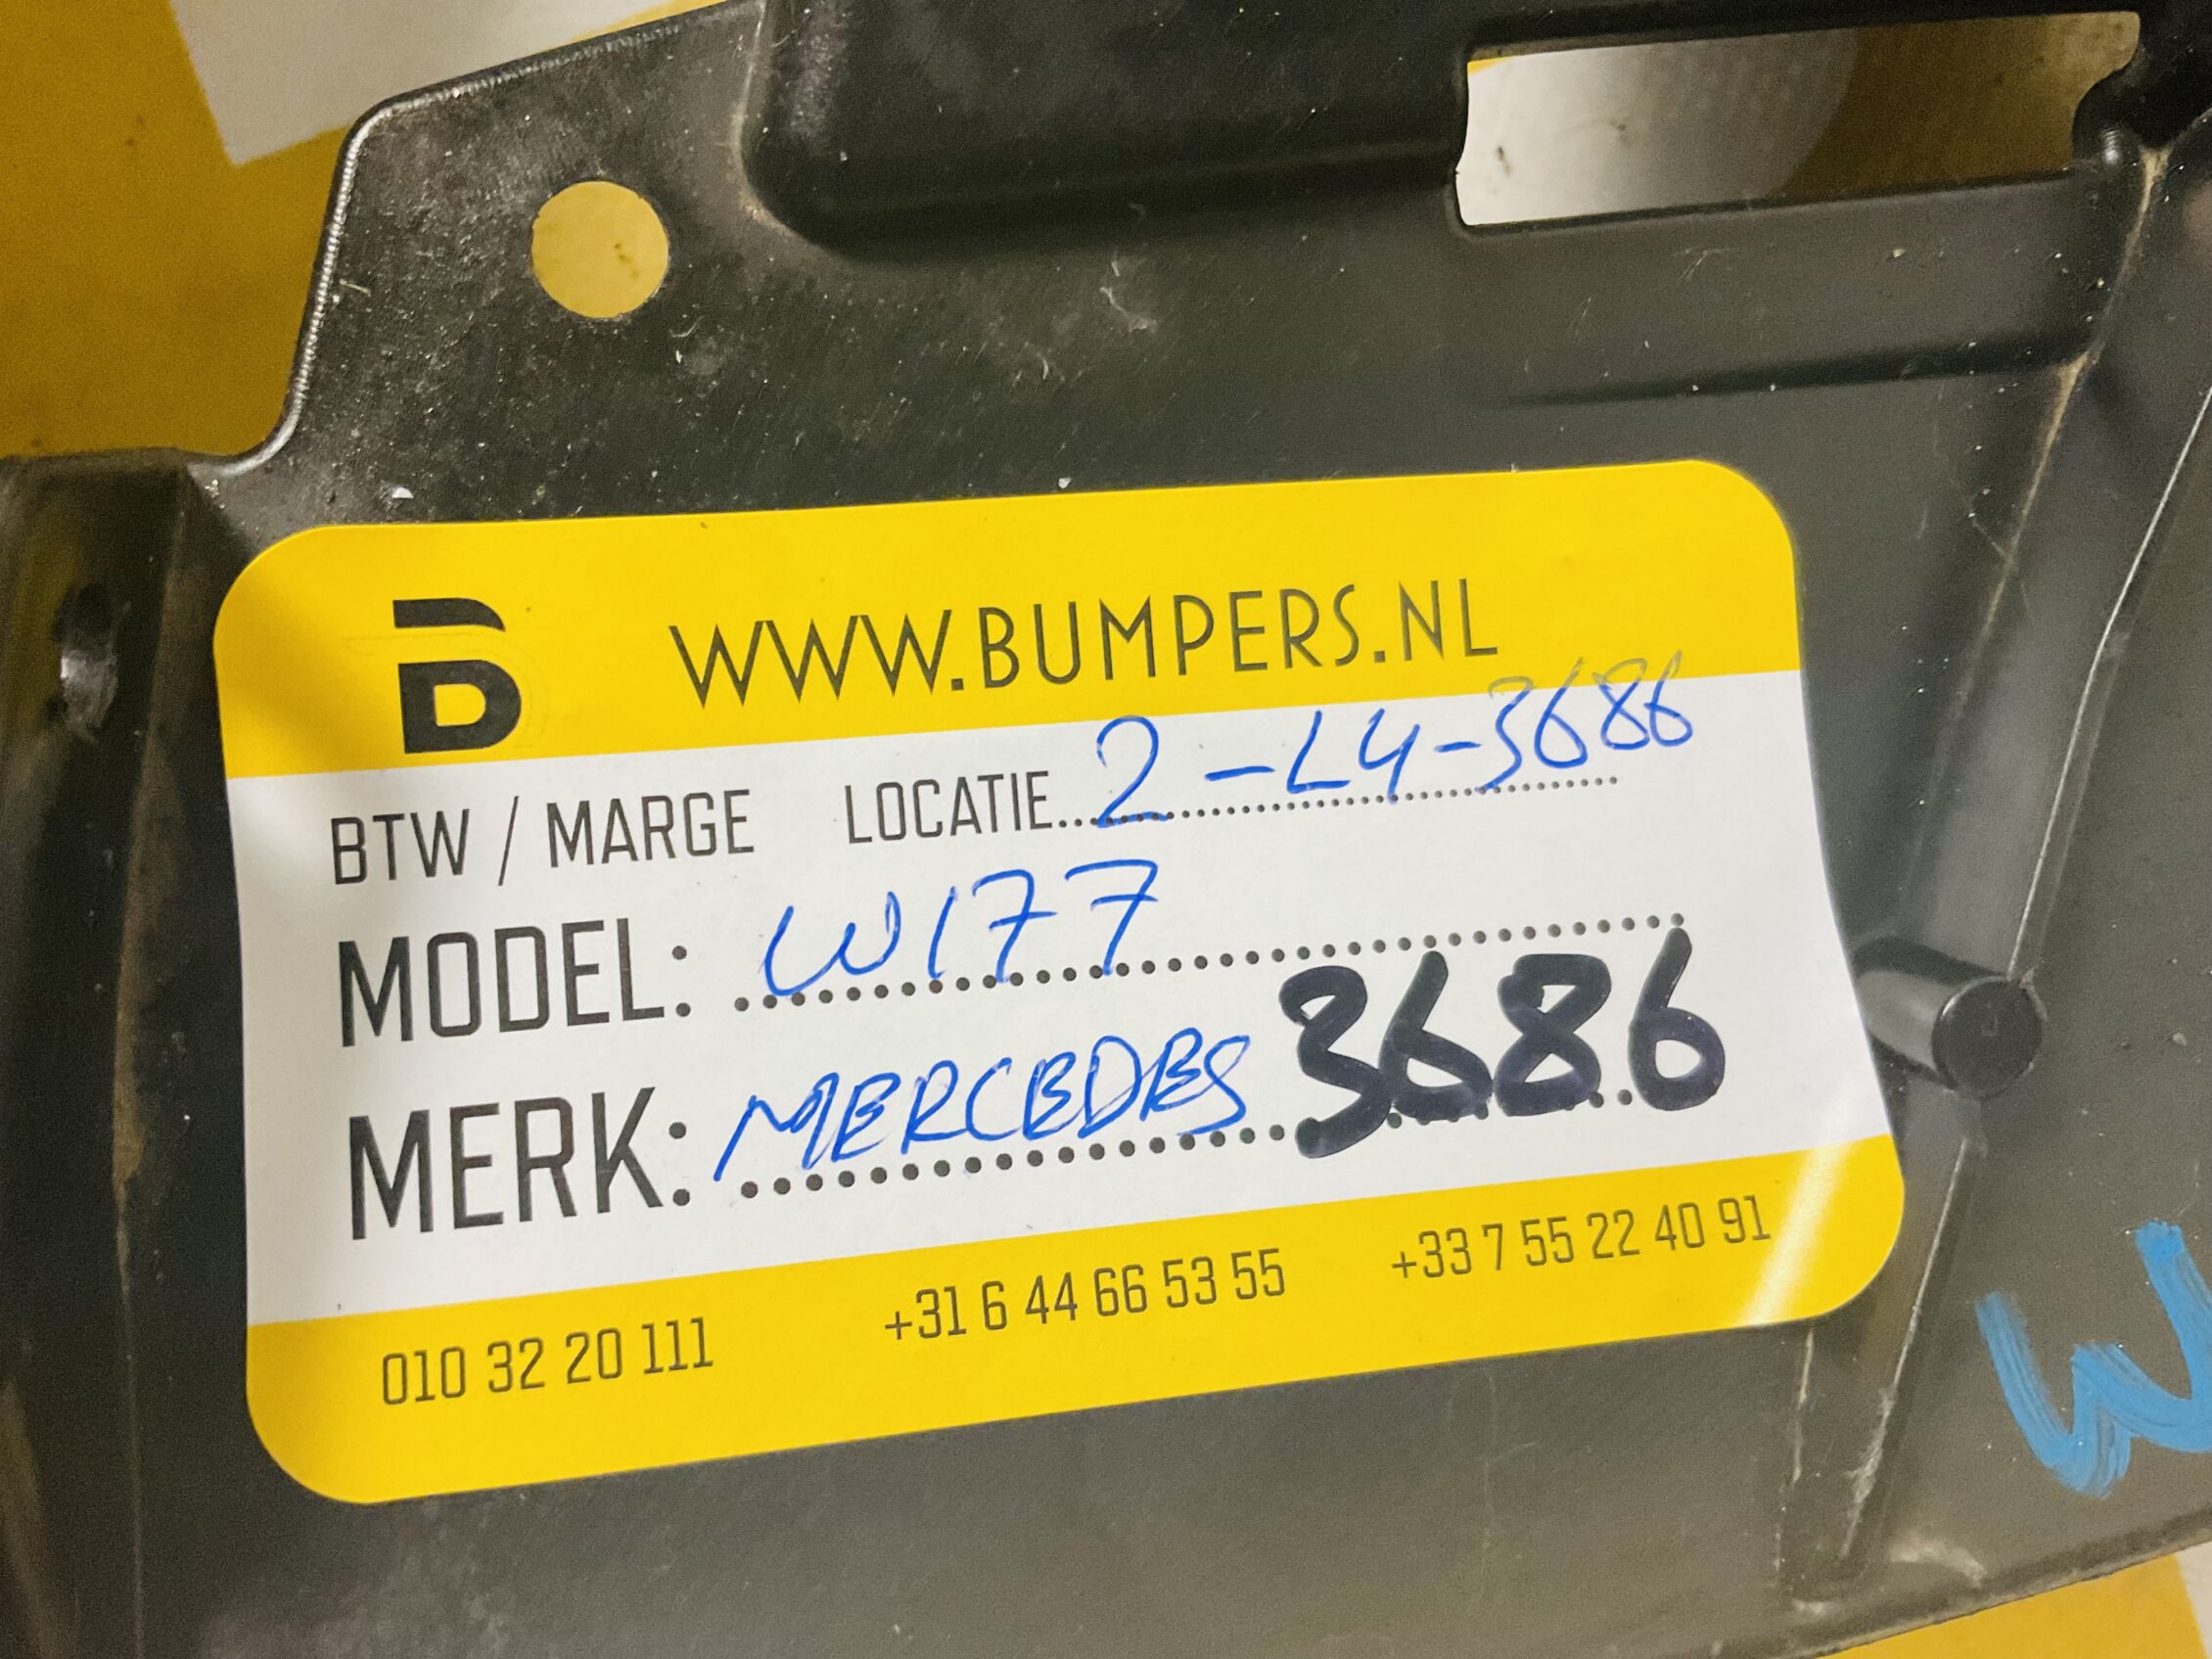 B WWW.BUMPERS.NL
BTW / MARGE LOCATIE 2-L4-3686
MODEL: W177
MERK: MERCEDES 3686
010 32 20 111 +31 6 44 66 53 55 +33 7 55 22 40 91
W